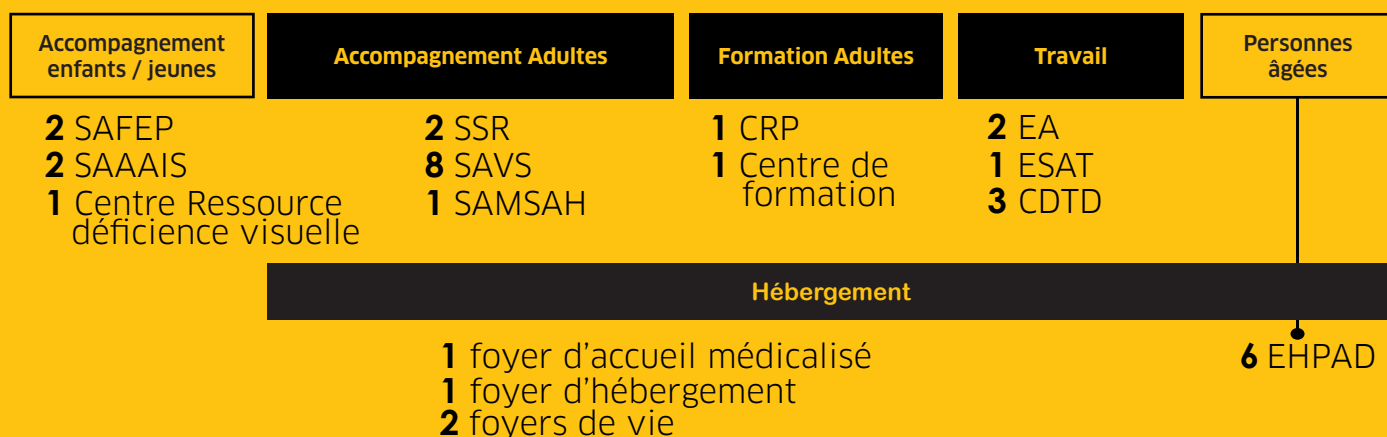 Accompagnement
enfants / jeunes
Accompagnement Adultes
Formation Adultes
Travail
Personnes
âgées
2 SAFEP
2 SAAAIS
1 Centre Ressource
déficience visuelle
2 SSR
8 SAVS
1 SAMSAH
1 CRP
1 Centre de
formation
2 EA
1 ESAT
3 CDTD
Hébergement
1 foyer d'accueil médicalisé
1 foyer d'hébergement
2 foyers de vie
6 EHPAD